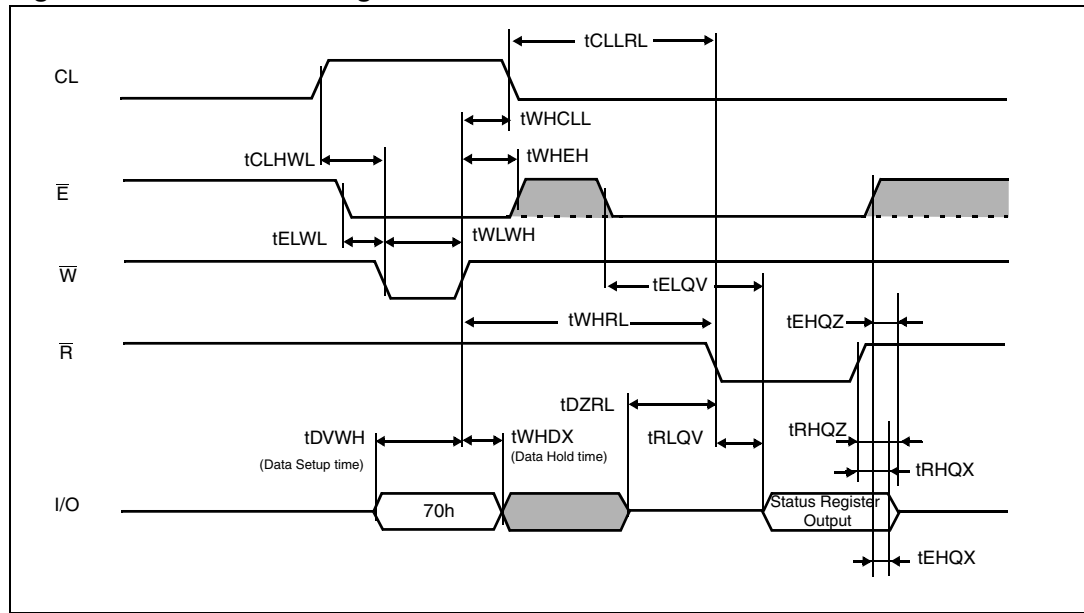 tCLLRL
CL
tWHCLL
tCLHWL
tWHEH
E
tELWL
tWLWH
W
tELQV
tWHRL
tEHQZ
R
tDZRL
tDVWH
tWHDX
tRLQV
tRHQZ
(Data Setup time)
(Data Hold time)
tRHQX
I/O
70h
Status Register
Output
tEHQX